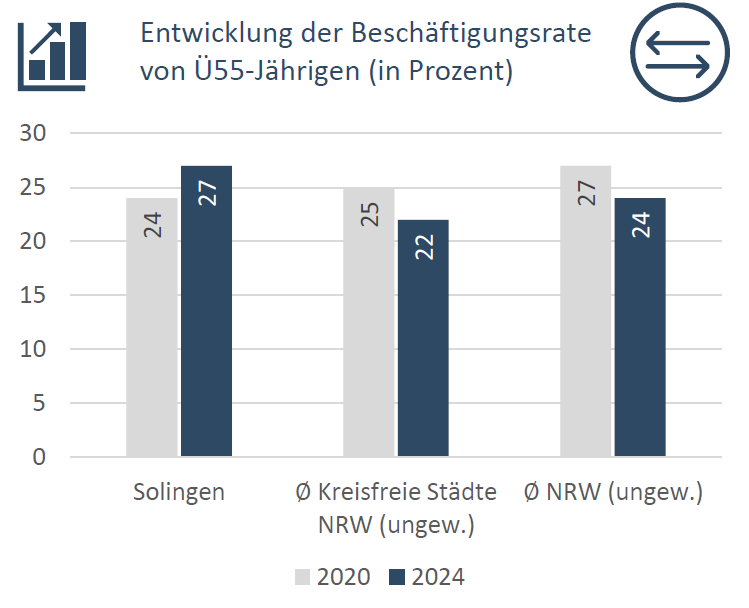 Entwicklung der Beschäftigungsrate
von Ü55-Jährigen (in Prozent)
30
25
20
15
10
5
0
24
27
25
22
27
24
Solingen
Ø Kreisfreie Städte
NRW (ungew.)
Ø NRW (ungew.)
2020
2024